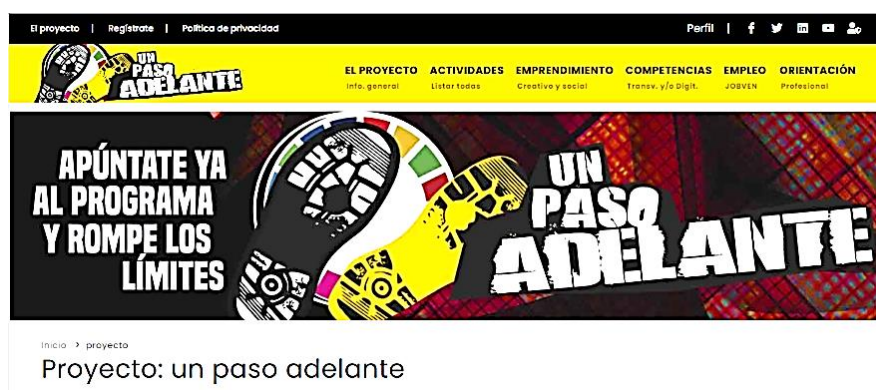 El proyecto | Regístrate | Política de privacidad
Perfil |
UN
PASO
ADELANTE
EL PROYECTO ACTIVIDADES EMPRENDIMIENTO COMPETENCIAS EMPLEO ORIENTACIÓN
Info. general Listar todas Creativo y social Transv. y/o Digit. JOBVEN Profesional
APÚNTATE YA
AL PROGRAMA
Y ROMPE LOS
LÍMITES
UN
PASO
ADELANTE
Inicio > proyecto
Proyecto: un paso adelante